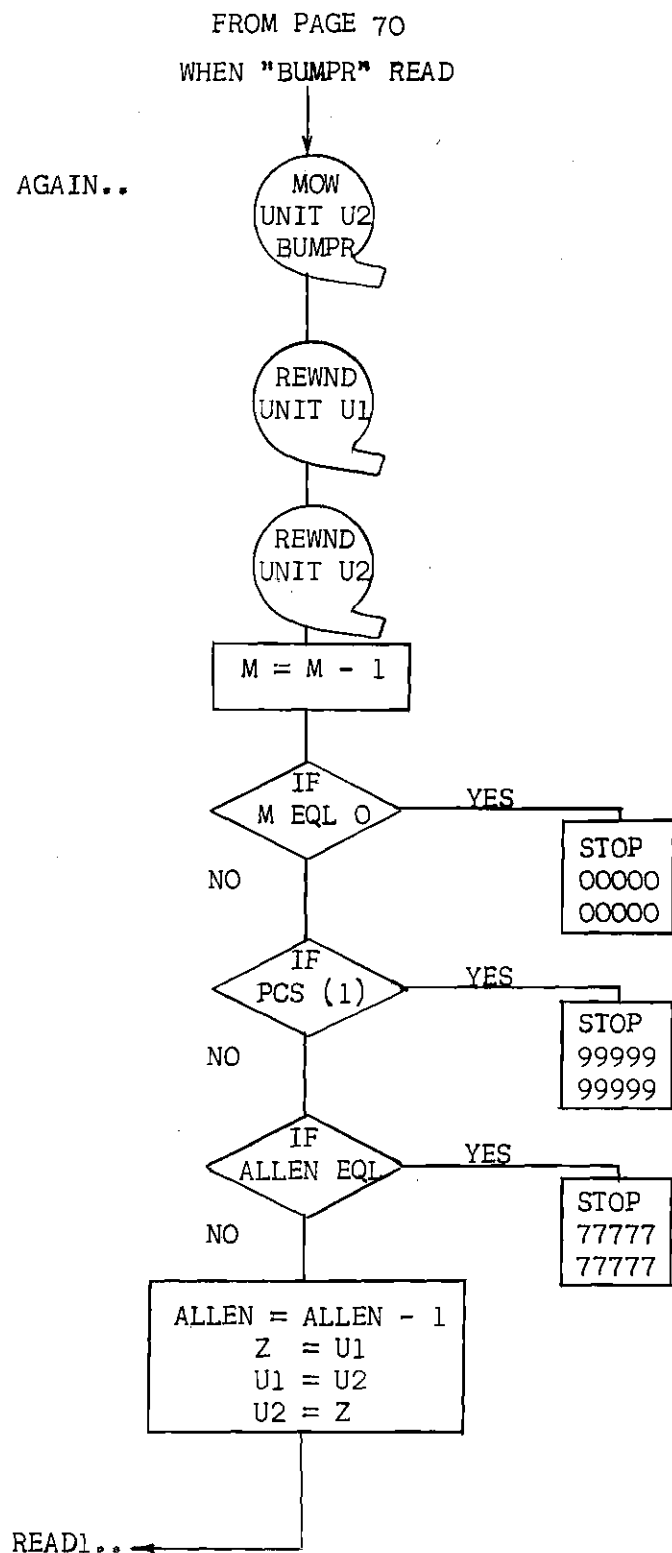 FROM PAGE 70
WHEN "BUMPR" READ
AGAIN..
MOW
UNIT U2
BUMPR
REWND
UNIT U1
REWND
UNIT U2
M = M - 1
IF
M EQL O
YES
STOP
OOOOO
OOOOO
NO
IF
PCS (1)
YES
STOP
99999
99999
NO
IF
ALLEN EQL
YES
STOP
77777
77777
NO
ALLEN = ALLEN - 1
Z = U1
U1 = U2
U2 = Z
READ1..